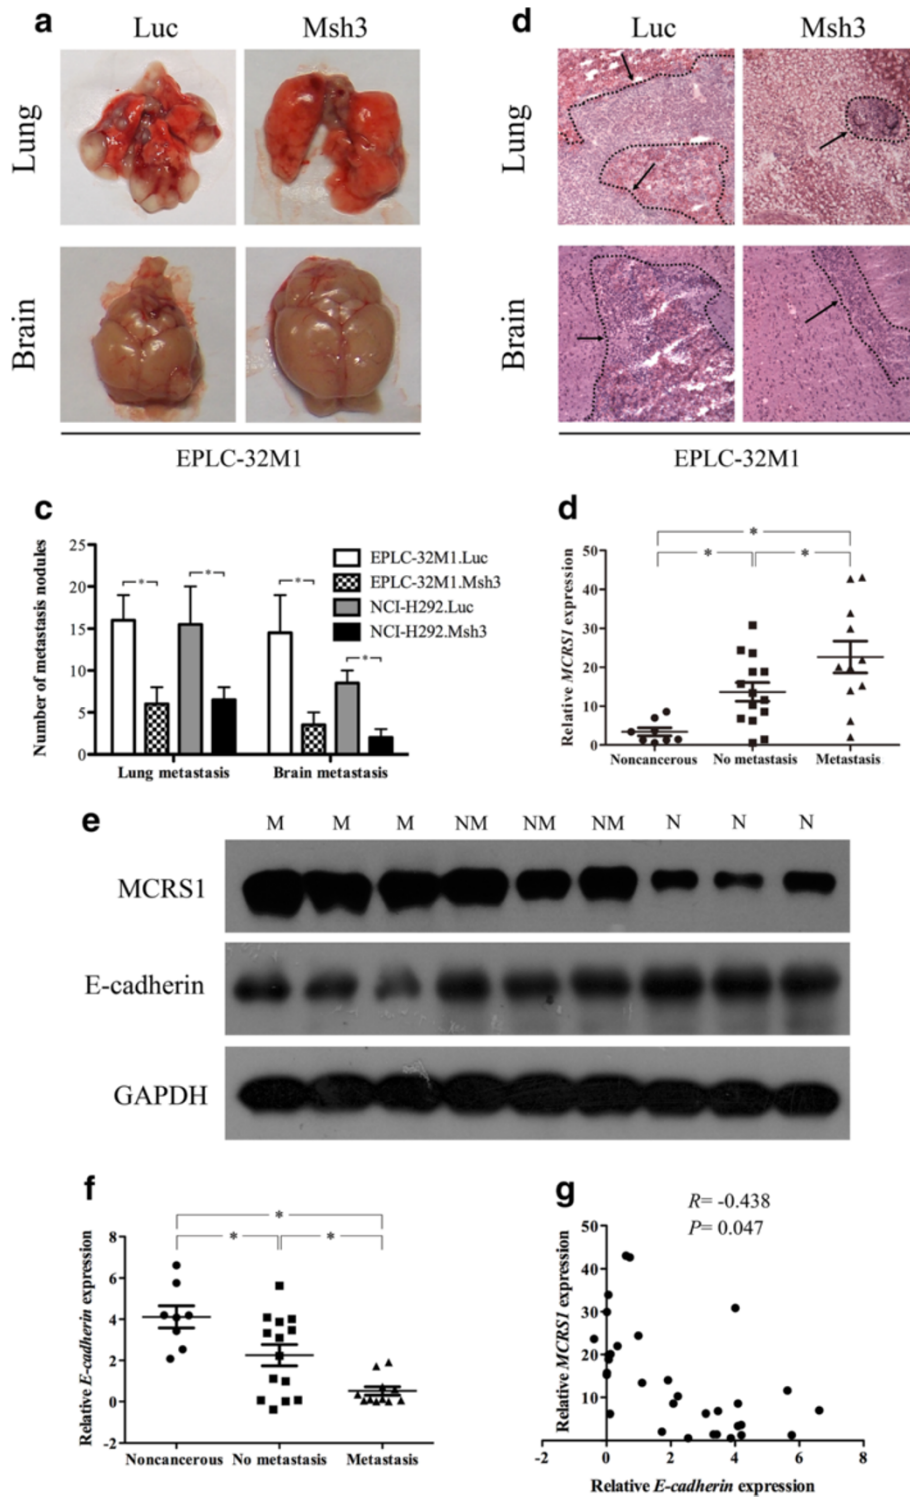 a
Luc
Msh3
Lung
Brain
EPLC-32M1
d
Luc
Msh3
Lung
Brain
EPLC-32M1
c
Number of metastasis nodules
25
20
15
10
5
0
* * * *
EPLC-32M1.Luc
EPLC-32M1.Msh3
NCI-H292.Luc
NCI-H292.Msh3
Lung metastasis
Brain metastasis
d
Relative MCRS1 expression
50
40
30
20
10
0
*
* *
Noncancerous No metastasis Metastasis
e
M M M NM NM NM N N N
MCRS1
E-cadherin
GAPDH
f
Relative E-cadherin expression
8
6
4
2
0
-2
*
* *
Noncancerous No metastasis Metastasis
g
R= -0.438
P= 0.047
Relative MCRS1 expression
50
40
30
20
10
-2 0 2 4 6 8
Relative E-cadherin expression